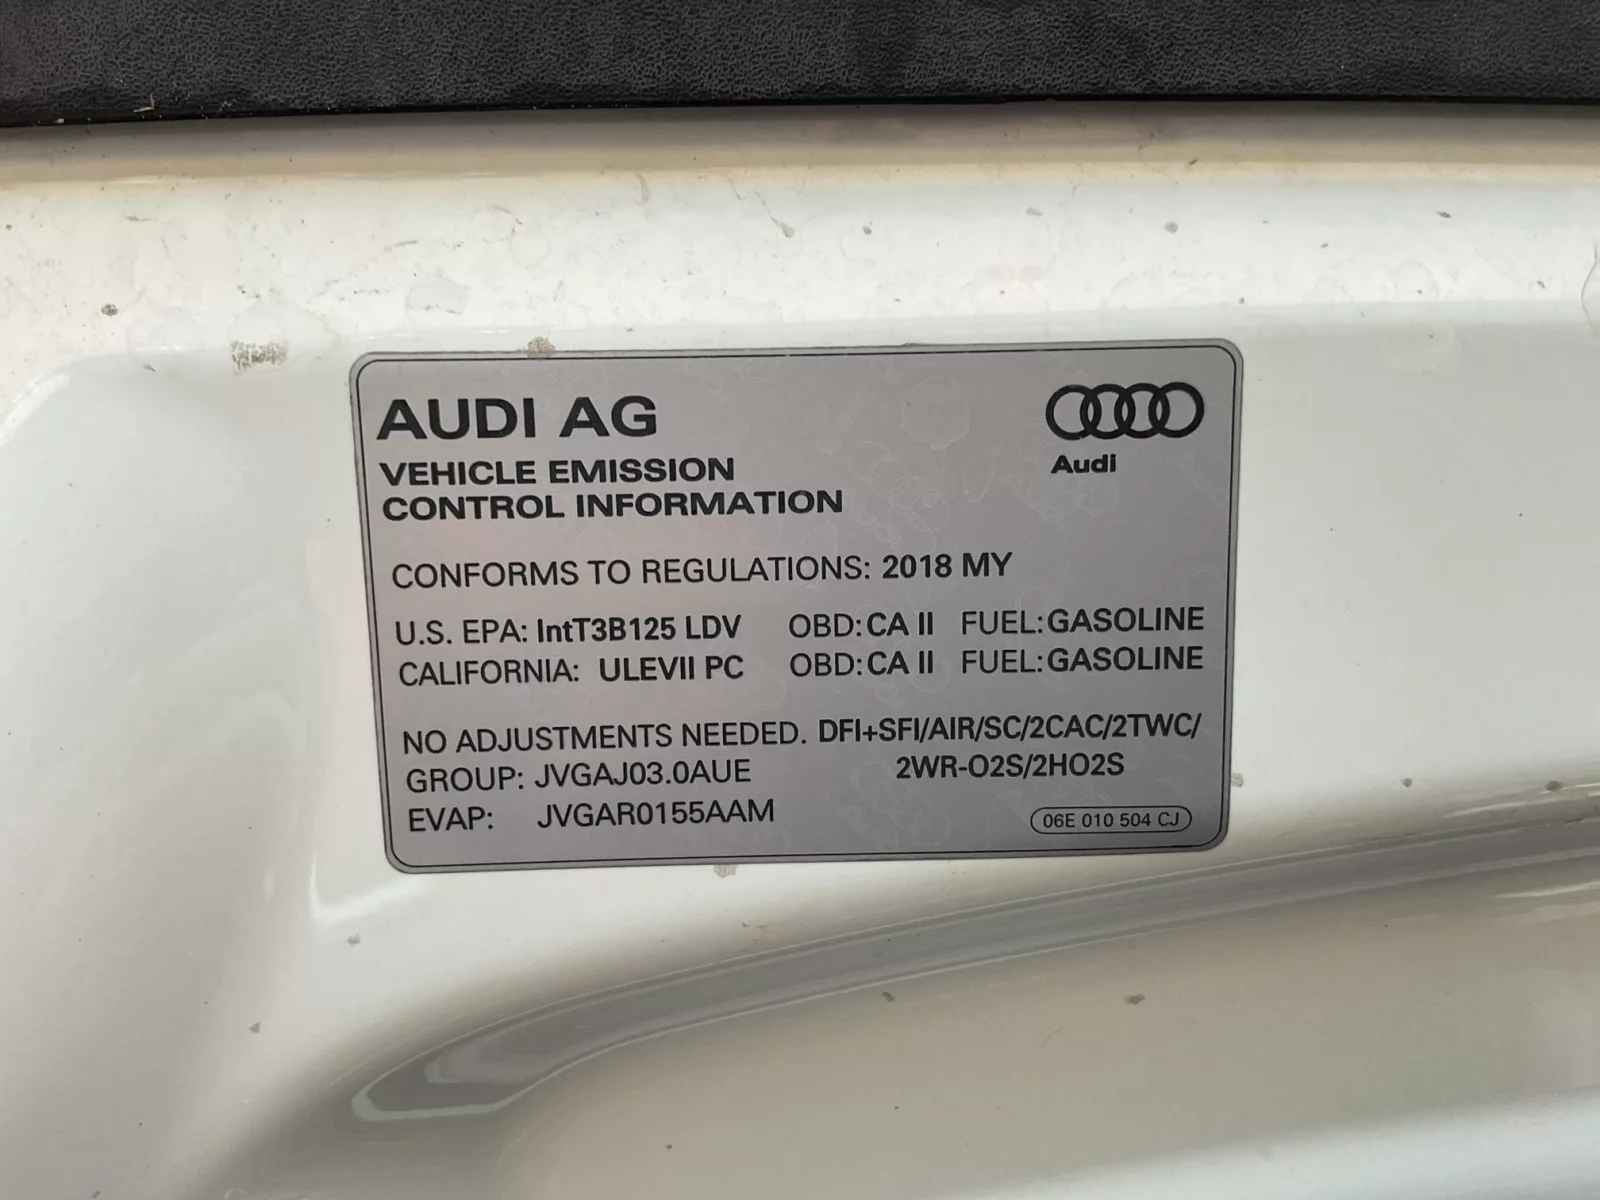 AUDI AG
Audi
VEHICLE EMISSION
CONTROL INFORMATION
CONFORMS TO REGULATIONS: 2018 MY
U.S. EPA: IntT3B125 LDV OBD: CA II FUEL: GASOLINE
CALIFORNIA: ULEVII PC OBD: CA II FUEL: GASOLINE
NO ADJUSTMENTS NEEDED. DFI+SFI/AIR/SC/2CAC/2TWC/
GROUP: JVGAJ03.0AUE 2WR-O2S/2HO2S
EVAP: JVGAR0155AAM
06E 010 504 CJ